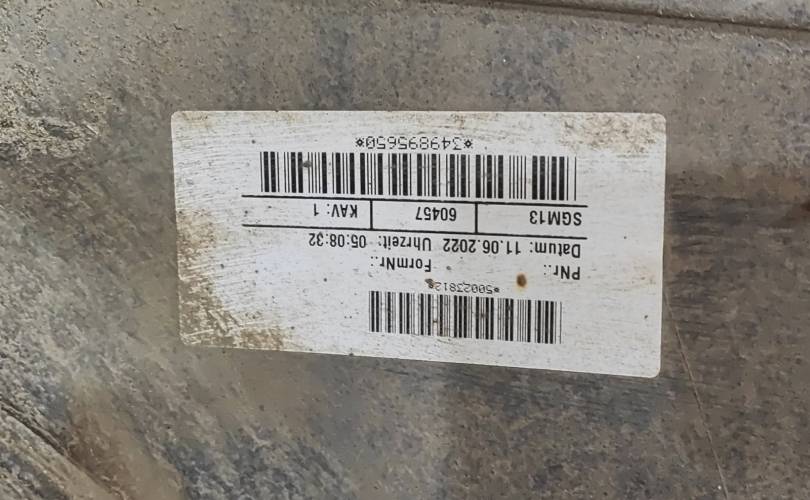 *50023812*
PNr.: FormNr.:
Datum: 11.06.2022 Uhrzeit: 05:08:32
SGM13 60457 KAV: 1
*349895650*